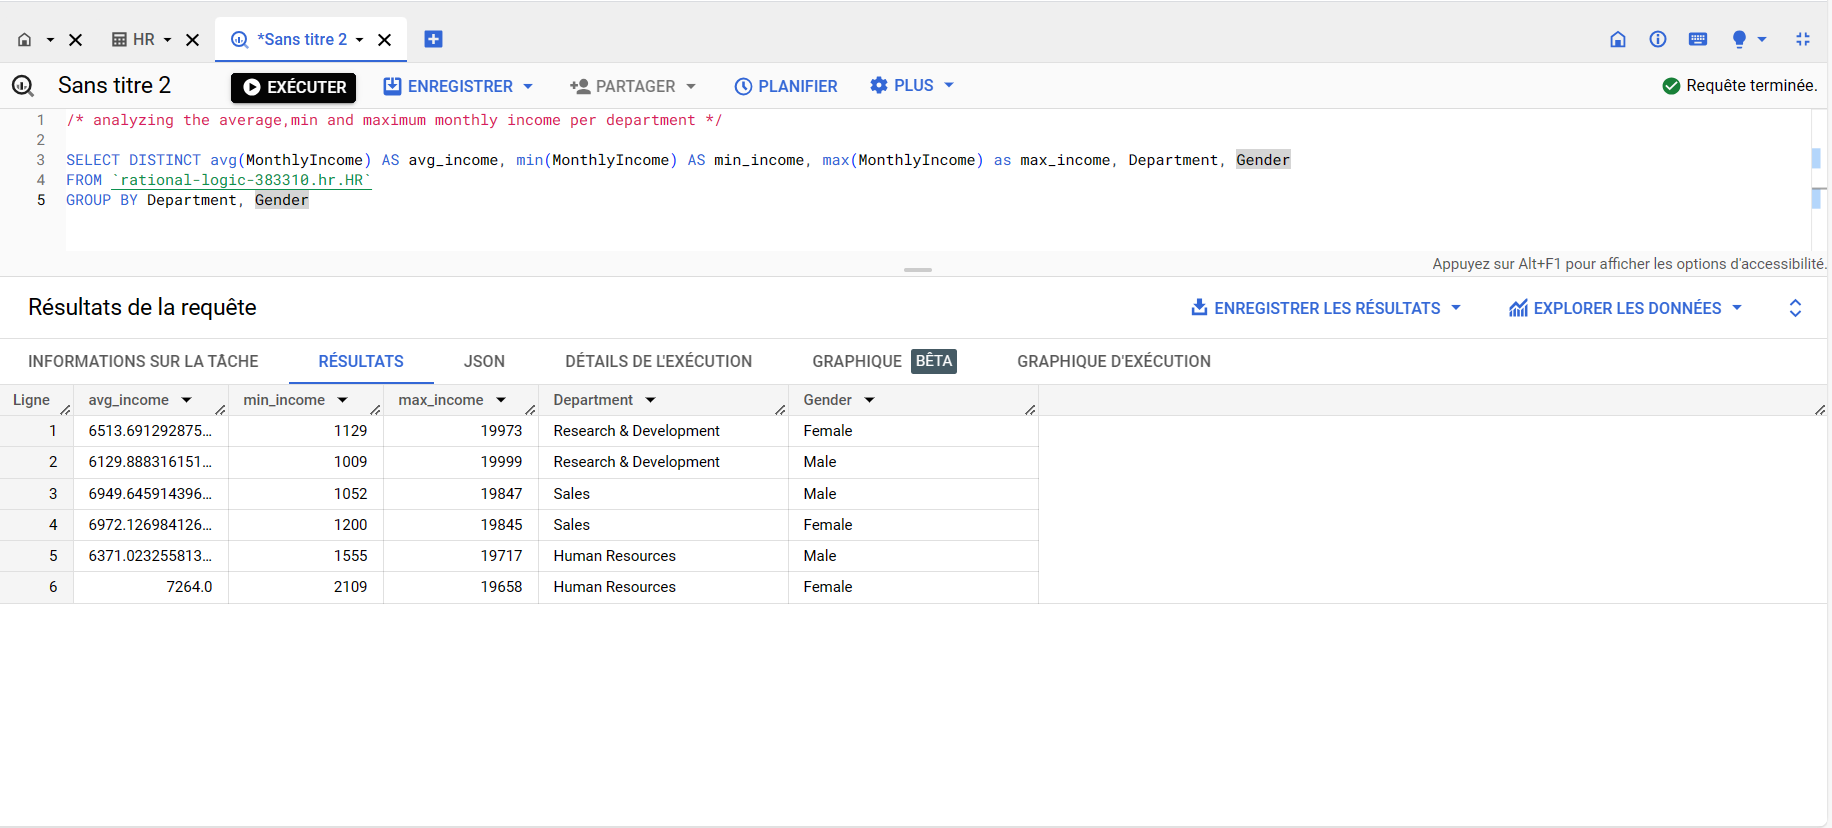 HR
*Sans titre 2
Sans titre 2
EXÉCUTER
ENREGISTRER
PARTAGER
PLANIFIER
PLUS
Requête terminée.
1 /* analyzing the average,min and maximum monthly income per department */
2
3 SELECT DISTINCT avg(MonthlyIncome) AS avg_income, min(MonthlyIncome) AS min_income, max(MonthlyIncome) as max_income, Department, Gender
4 FROM `rational-logic-383310.hr.HR`
5 GROUP BY Department, Gender
Appuyez sur Alt+F1 pour afficher les options d'accessibilité.
Résultats de la requête
ENREGISTRER LES RÉSULTATS
EXPLORER LES DONNÉES
INFORMATIONS SUR LA TÂCHE
RÉSULTATS
JSON
DÉTAILS DE L'EXÉCUTION
GRAPHIQUE BÊTA
GRAPHIQUE D'EXÉCUTION
Ligne avg_income min_income max_income Department Gender
1 6513.691292875... 1129 19973 Research & Development Female
2 6129.888316151... 1009 19999 Research & Development Male
3 6949.645914396... 1052 19847 Sales Male
4 6972.126984126... 1200 19845 Sales Female
5 6371.023255813... 1555 19717 Human Resources Male
6 7264.0 2109 19658 Human Resources Female